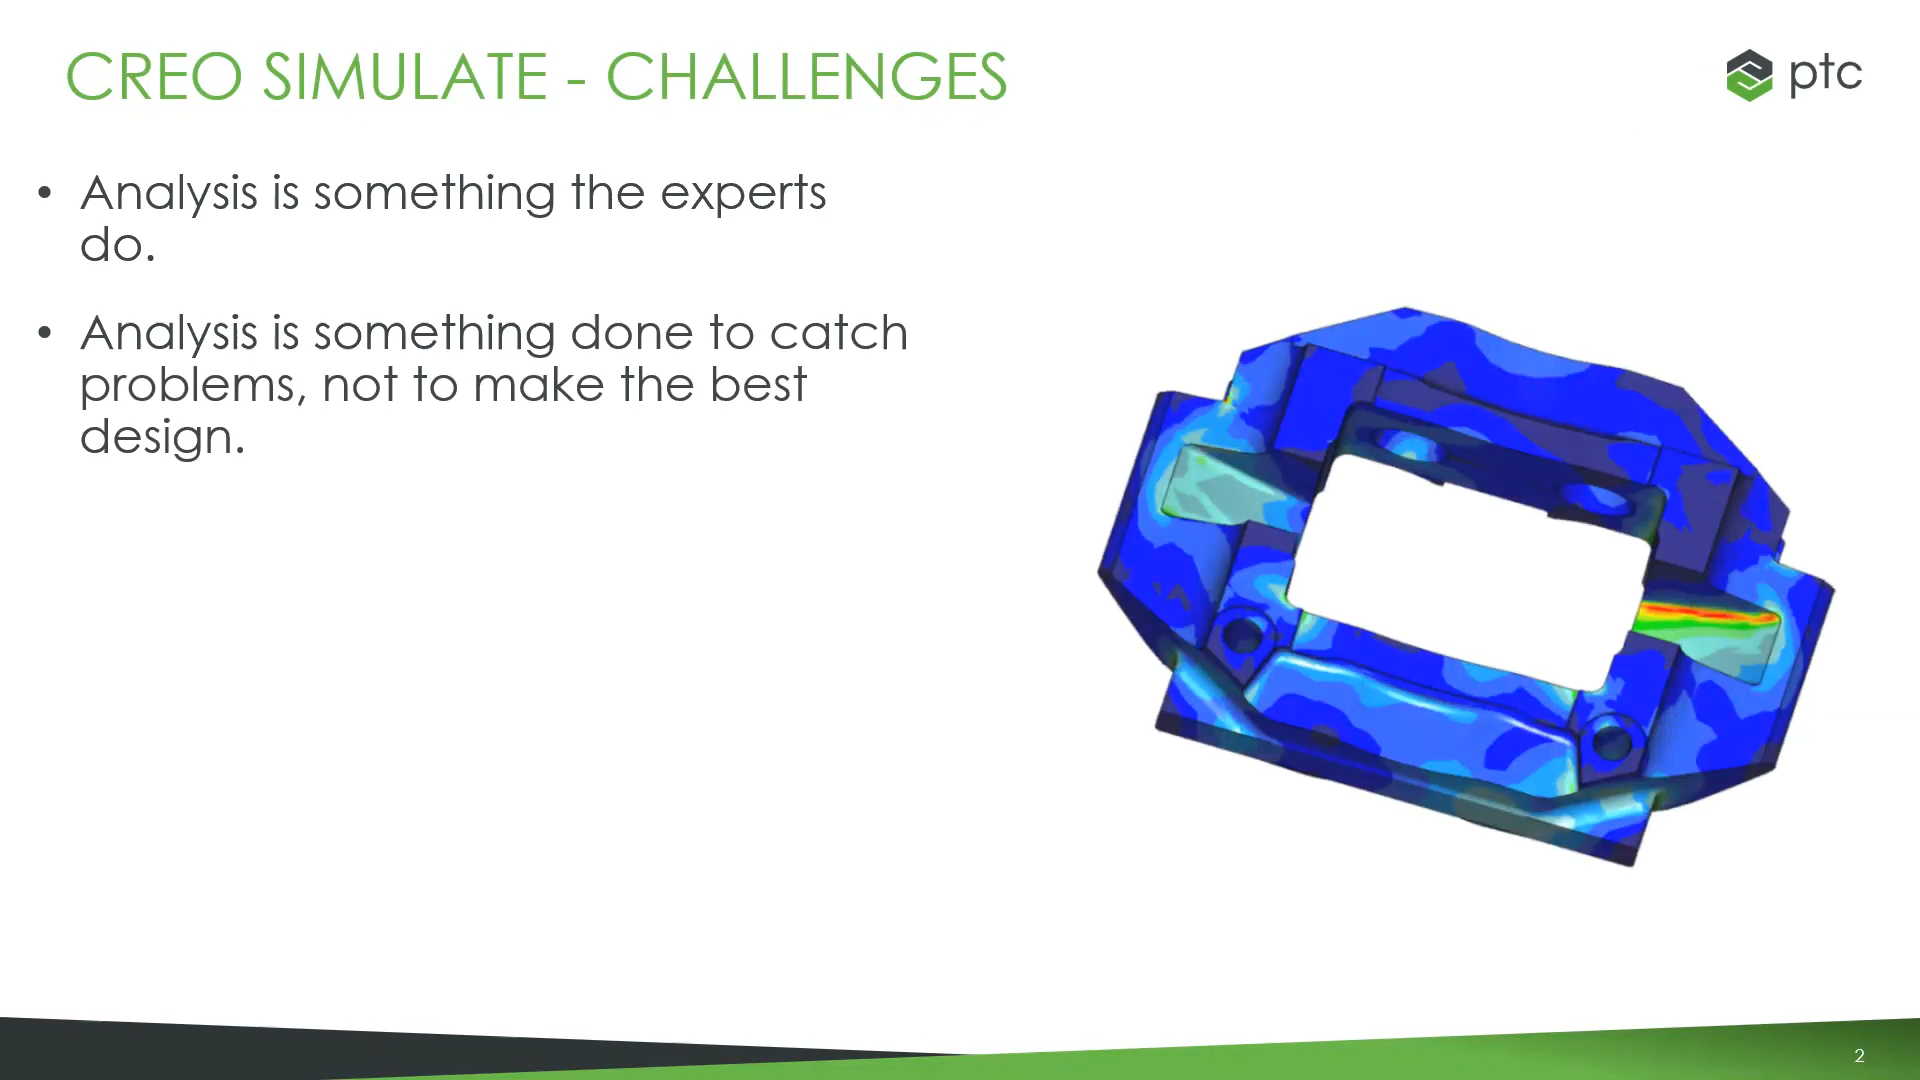 CREO SIMULATE - CHALLENGES
ptc
• Analysis is something the experts
do.
• Analysis is something done to catch
problems, not to make the best
design.
2